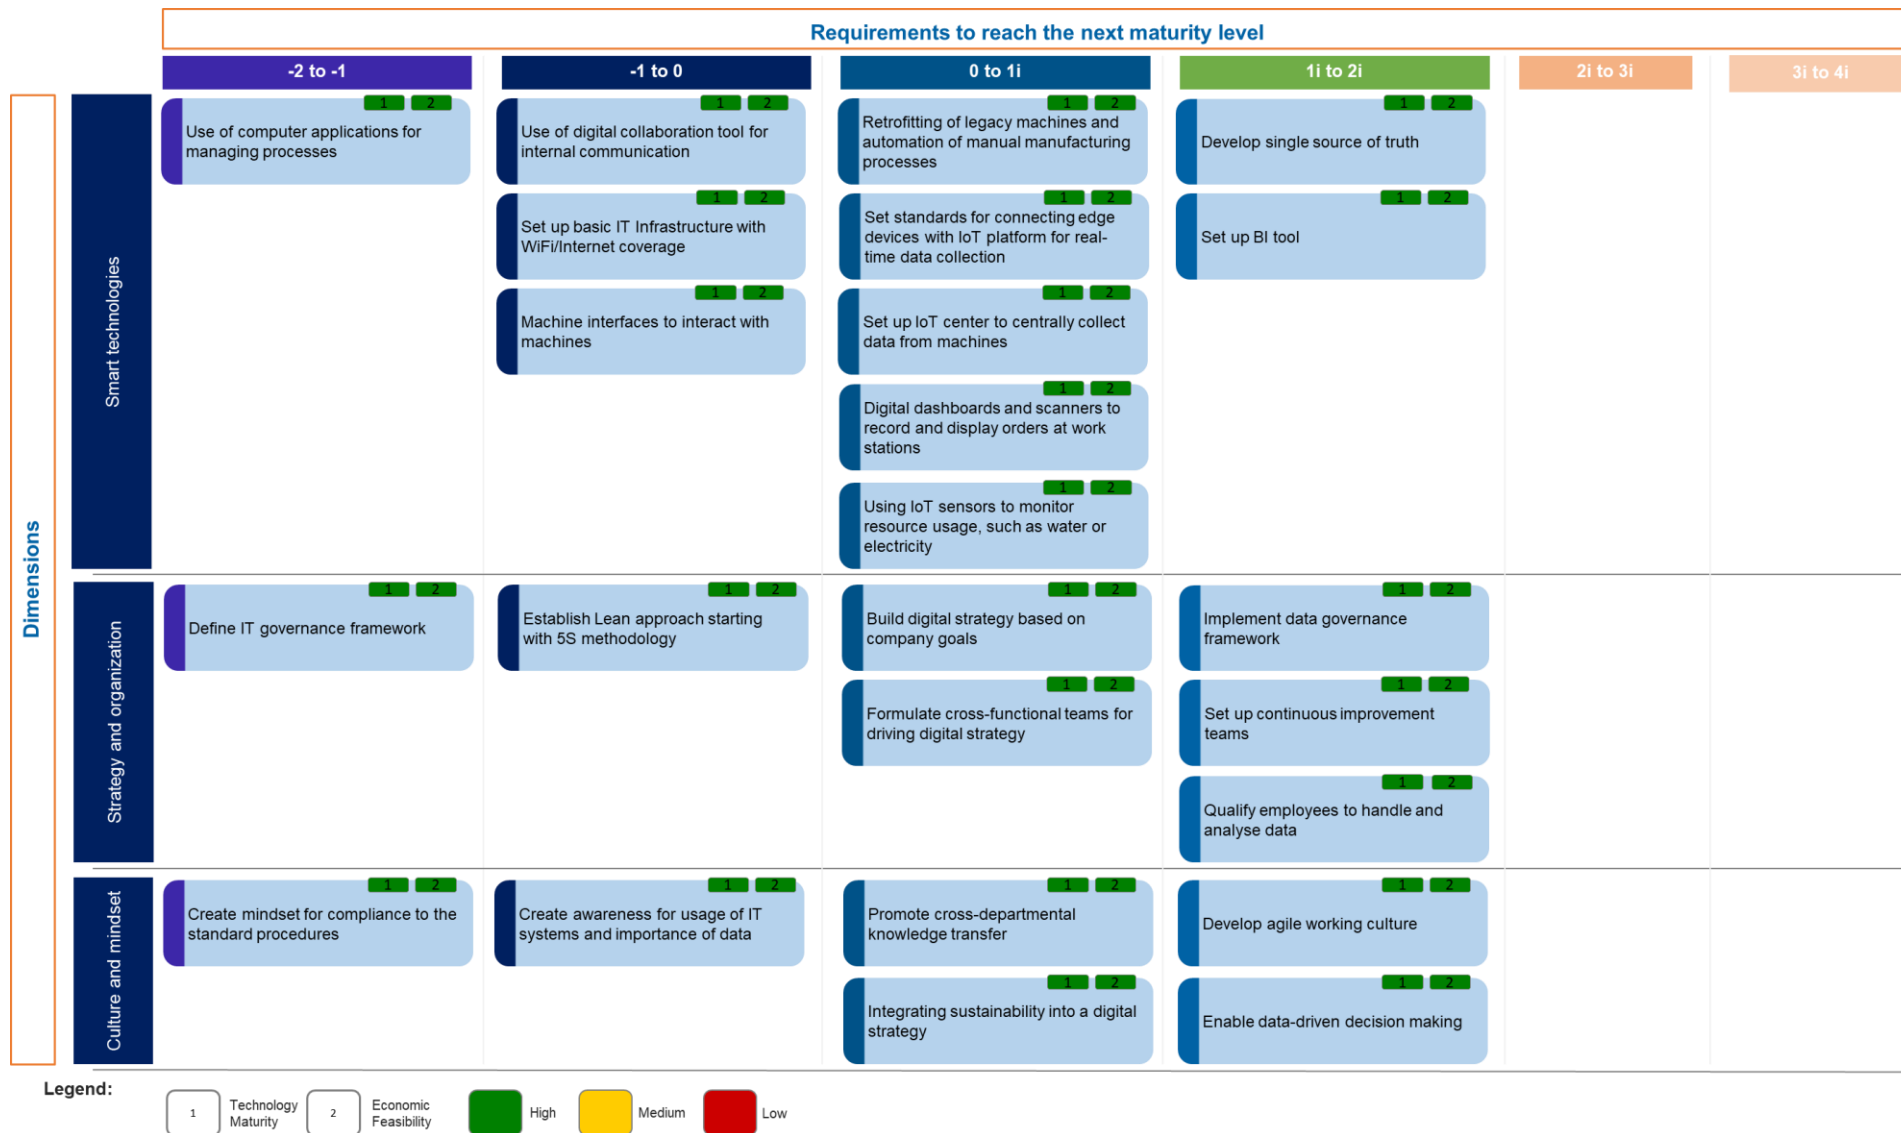 Requirements to reach the next maturity level
-2 to -1
-1 to 0
0 to 1i
1i to 2i
2i to 3i
3i to 4i
Dimensions
Smart technologies
1 2
Use of computer applications for
managing processes
1 2
Use of digital collaboration tool for
internal communication
1 2
Set up basic IT Infrastructure with
WiFi/Internet coverage
1 2
Machine interfaces to interact with
machines
1 2
Retrofitting of legacy machines and
automation of manual manufacturing
processes
1 2
Set standards for connecting edge
devices with IoT platform for real-
time data collection
1 2
Set up IoT center to centrally collect
data from machines
1 2
Digital dashboards and scanners to
record and display orders at work
stations
1 2
Using IoT sensors to monitor
resource usage, such as water or
electricity
1 2
Develop single source of truth
1 2
Set up BI tool
Strategy and organization
1 2
Define IT governance framework
1 2
Establish Lean approach starting
with 5S methodology
1 2
Build digital strategy based on
company goals
1 2
Formulate cross-functional teams for
driving digital strategy
1 2
Implement data governance
framework
1 2
Set up continuous improvement
teams
1 2
Qualify employees to handle and
analyse data
Culture and mindset
1 2
Create mindset for compliance to the
standard procedures
1 2
Create awareness for usage of IT
systems and importance of data
1 2
Promote cross-departmental
knowledge transfer
1 2
Integrating sustainability into a digital
strategy
1 2
Develop agile working culture
1 2
Enable data-driven decision making
Legend:
1
Technology
Maturity
2
Economic
Feasibility
High
Medium
Low